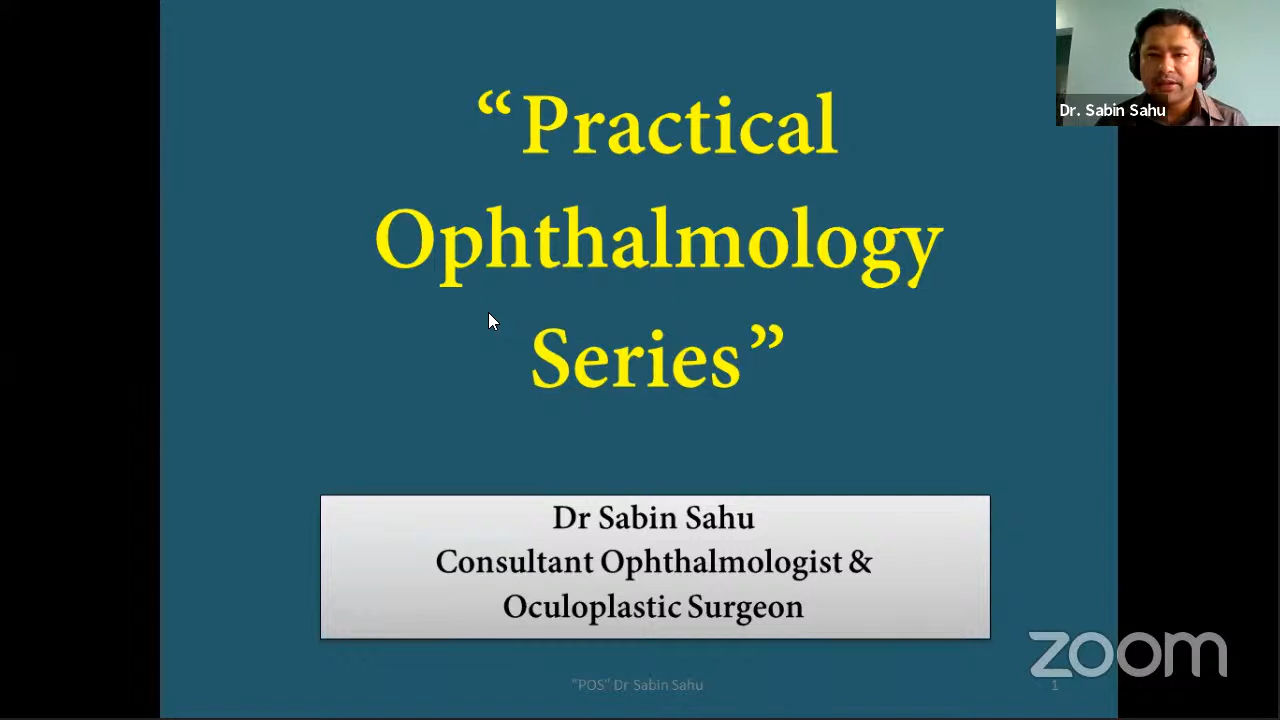 “Practical
Ophthalmology
Series”
Dr. Sabin Sahu
Dr Sabin Sahu
Consultant Ophthalmologist &
Oculoplastic Surgeon
zoom
"POS" Dr Sabin Sahu
1